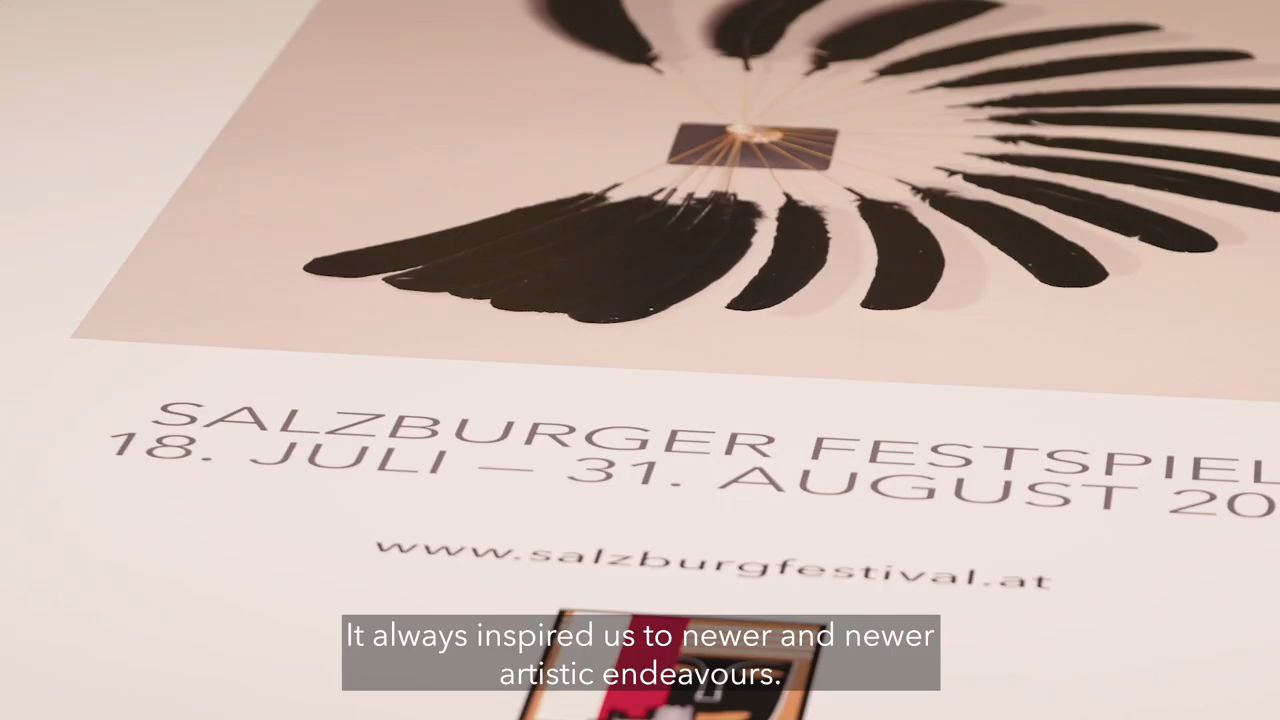 SALZBURGER FESTSPIEL
18. JULI – 31. AUGUST 20
www.salzburgfestival.at
It always inspired us to newer and newer
artistic endeavours.